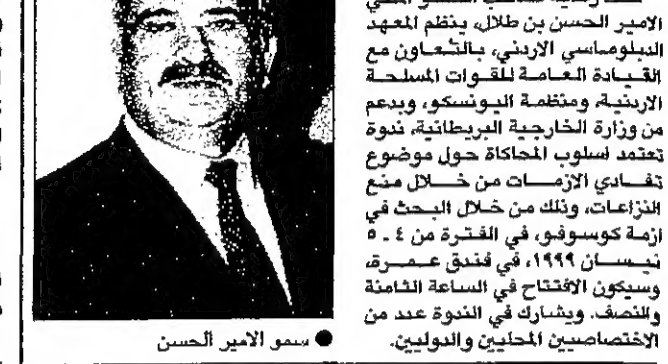 الامير الحسن بن طلال، ينظم المعهد
الدبلوماسي الاردني، بالتعاون مع
القيادة العامة للقوات المسلحة
الاردنية، ومنظمة اليونسكو، وبدعم
من وزارة الخارجية البريطانية، ندوة
تعتمد اسلوب المحاكاة حول موضوع
تفادي الازمات من خلال منع
النزاعات، وذلك من خلال البحث في
ازمة كوسوفو، في الفترة من ٤ ـ ٥
نيسان ١٩٩٩، في فندق عمرة،
وسيكون الافتتاح في الساعة الثامنة
والنصف. ويشارك في الندوة عدد من
الاختصاصيين المحليين والدوليين.
● سمو الامير الحسن